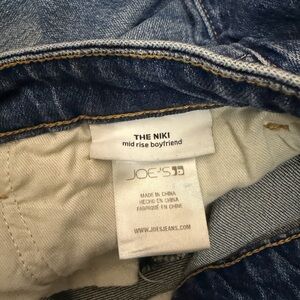 THE NIKI
mid rise boyfriend
JOE'S
MADE IN CHINA
HECHO EN CHINA
FABRIQUÉ EN CHINE
WWW.JOESJEANS.COM